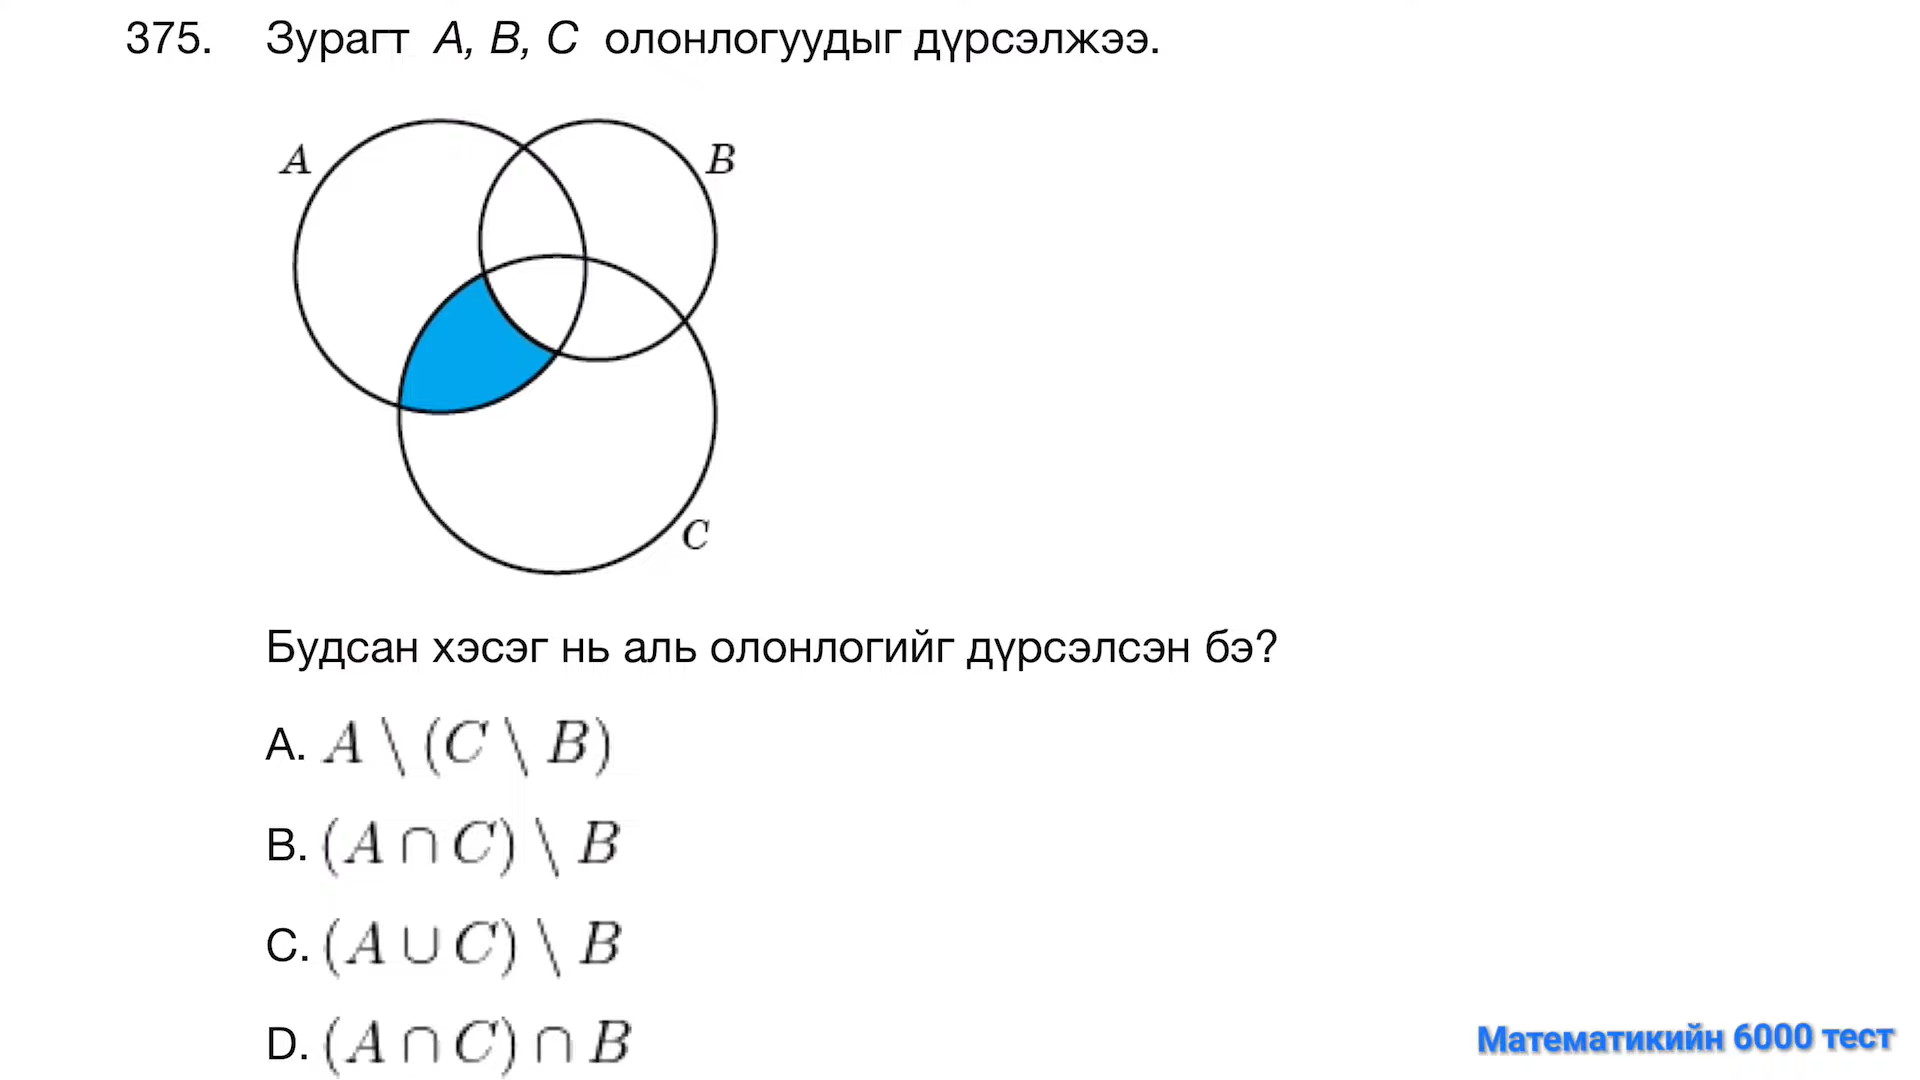 375. Зурагт A, B, C олонлогуудыг дүрсэлжээ.
A
B
C
Будсан хэсэг нь аль олонлогийг дүрсэлсэн бэ?
A. A \ (C \ B)
B. (A ∩ C) \ B
C. (A ∪ C) \ B
D. (A ∩ C) ∩ B
Математикийн 6000 тест